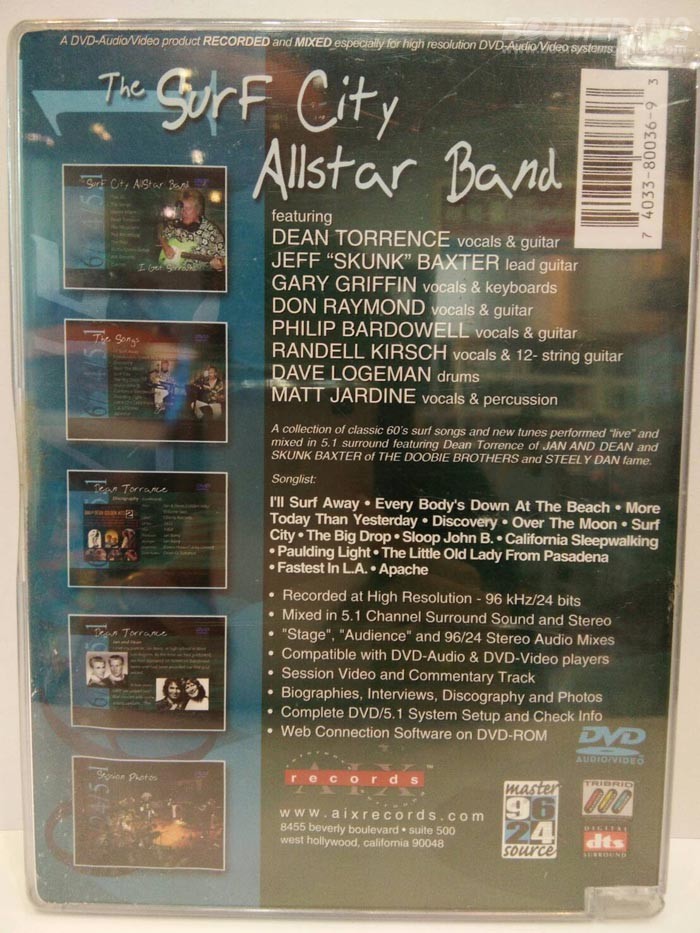 A DVD-Audio/Video product RECORDED and MIXED especially for high resolution DVD-Audio/Video systems
The Surf City
Allstar Band
7 4033-80036-9 3
featuring
DEAN TORRENCE vocals & guitar
JEFF "SKUNK" BAXTER lead guitar
GARY GRIFFIN vocals & keyboards
DON RAYMOND vocals & guitar
PHILIP BARDOWELL vocals & guitar
RANDELL KIRSCH vocals & 12- string guitar
DAVE LOGEMAN drums
MATT JARDINE vocals & percussion
A collection of classic 60's surf songs and new tunes performed "live" and
mixed in 5.1 surround featuring Dean Torrence of JAN AND DEAN and
SKUNK BAXTER of THE DOOBIE BROTHERS and STEELY DAN fame.
Songlist:
I'll Surf Away • Every Body's Down At The Beach • More
Today Than Yesterday • Discovery • Over The Moon • Surf
City • The Big Drop • Sloop John B. • California Sleepwalking
• Paulding Light • The Little Old Lady From Pasadena
• Fastest In L.A. • Apache
• Recorded at High Resolution - 96 kHz/24 bits
• Mixed in 5.1 Channel Surround Sound and Stereo
• "Stage", "Audience" and 96/24 Stereo Audio Mixes
• Compatible with DVD-Audio & DVD-Video players
• Session Video and Commentary Track
• Biographies, Interviews, Discography and Photos
• Complete DVD/5.1 System Setup and Check Info
• Web Connection Software on DVD-ROM
DVD
AUDIO/VIDEO
AIX
records
www.aixrecords.com
8455 beverly boulevard • suite 500
west hollywood, california 90048
master
96
24
source
TRIBRID
DIGITAL
dts
SURROUND
Surf City AllStar Band
I Get Around
The Songs
Dean Torrance
Dean Torrance
Jan and Dean
Session Photos
BOOMERANG